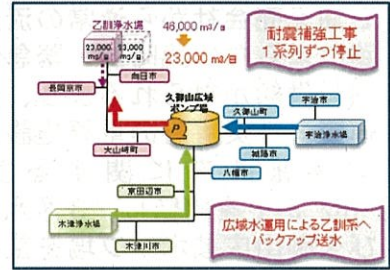 乙訓浄水場
46,000 m3/日
23,000 m3/日
23,000 m3/日
23,000 m3/日
耐震補強工事
1系列ずつ停止
向日市
長岡京市
久御山広域
ポンプ場
久御山町
宇治市
P
大山崎町
城陽市
宇治浄水場
八幡市
京田辺市
木津浄水場
木津川市
広域水運用による乙訓系へ
バックアップ送水